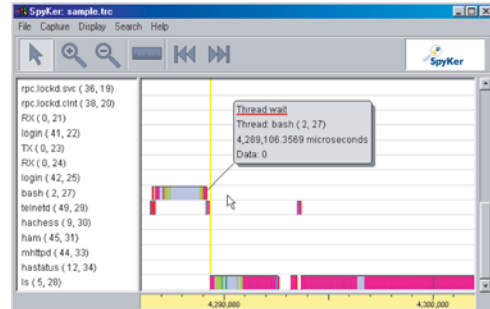 SpyKer: sample.trc
File Capture Display Search Help
SpyKer
rpc.lockd.svc ( 36, 19)
rpc.lockd.clnt ( 38, 20)
RX ( 0, 21)
login ( 41, 22)
TX ( 0, 23)
RX ( 0, 24)
login ( 42, 25)
bash ( 2, 27)
telnetd ( 49, 29)
hachess ( 9, 30)
ham ( 45, 31)
mhttpd ( 44, 33)
hastatus ( 12, 34)
ls ( 5, 28)
Thread wait
Thread: bash ( 2, 27)
4,289,106.3569 microseconds
Data: 0
4,290,000 4,300,000